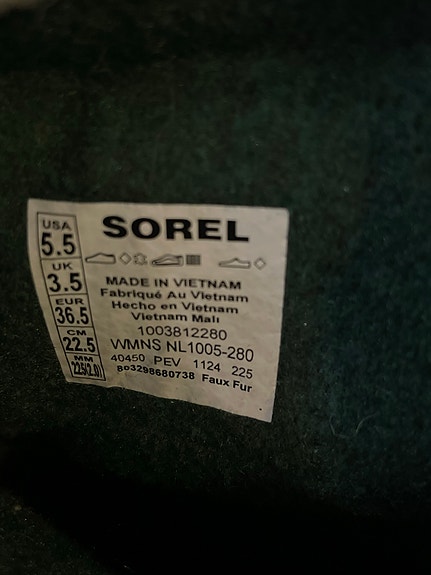 USA
5.5
UK
3.5
EUR
36.5
CM
22.5
MM
225(2.0)
SOREL
MADE IN VIETNAM
Fabriqué Au Vietnam
Hecho en Vietnam
Vietnam Malı
1003812280
WMNS NL1005-280
40450 PEV 1124 225
803298680738 Faux Fur